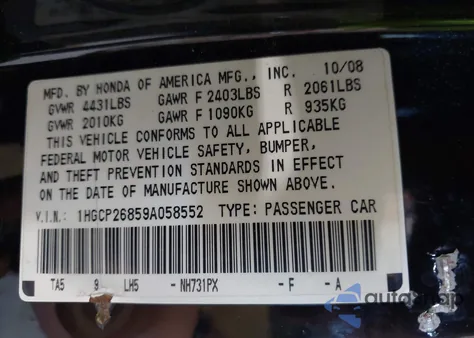 MFD. BY HONDA OF AMERICA MFG., INC. 10/08
GVWR 4431LBS GAWR F 2403LBS R 2061LBS
GVWR 2010KG GAWR F 1090KG R 935KG
THIS VEHICLE CONFORMS TO ALL APPLICABLE
FEDERAL MOTOR VEHICLE SAFETY, BUMPER,
AND THEFT PREVENTION STANDARDS IN EFFECT
ON THE DATE OF MANUFACTURE SHOWN ABOVE.
V.I.N.: 1HGCP26859A058552 TYPE: PASSENGER CAR
TA5 9 LH5 - NH731PX - F - A